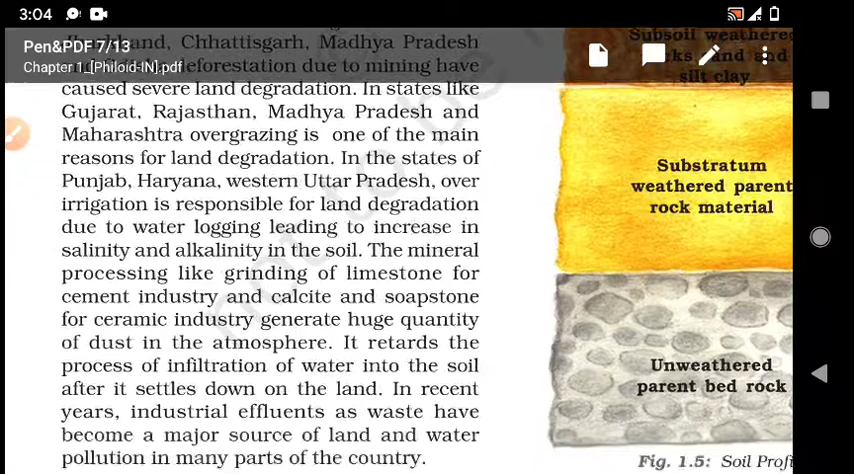 3:04
Pen&PDF 7/13
Chapter 1_[Philoid-IN].pdf
Jharkhand, Chhattisgarh, Madhya Pradesh
deforestation due to mining have
caused severe land degradation. In states like
Gujarat, Rajasthan, Madhya Pradesh and
Maharashtra overgrazing is one of the main
reasons for land degradation. In the states of
Punjab, Haryana, western Uttar Pradesh, over
irrigation is responsible for land degradation
due to water logging leading to increase in
salinity and alkalinity in the soil. The mineral
processing like grinding of limestone for
cement industry and calcite and soapstone
for ceramic industry generate huge quantity
of dust in the atmosphere. It retards the
process of infiltration of water into the soil
after it settles down on the land. In recent
years, industrial effluents as waste have
become a major source of land and water
pollution in many parts of the country.
Subsoil weathered
and
silt clay
Substratum
weathered parent
rock material
Unweathered
parent bed rock
Fig. 1.5: Soil Profi
not to be